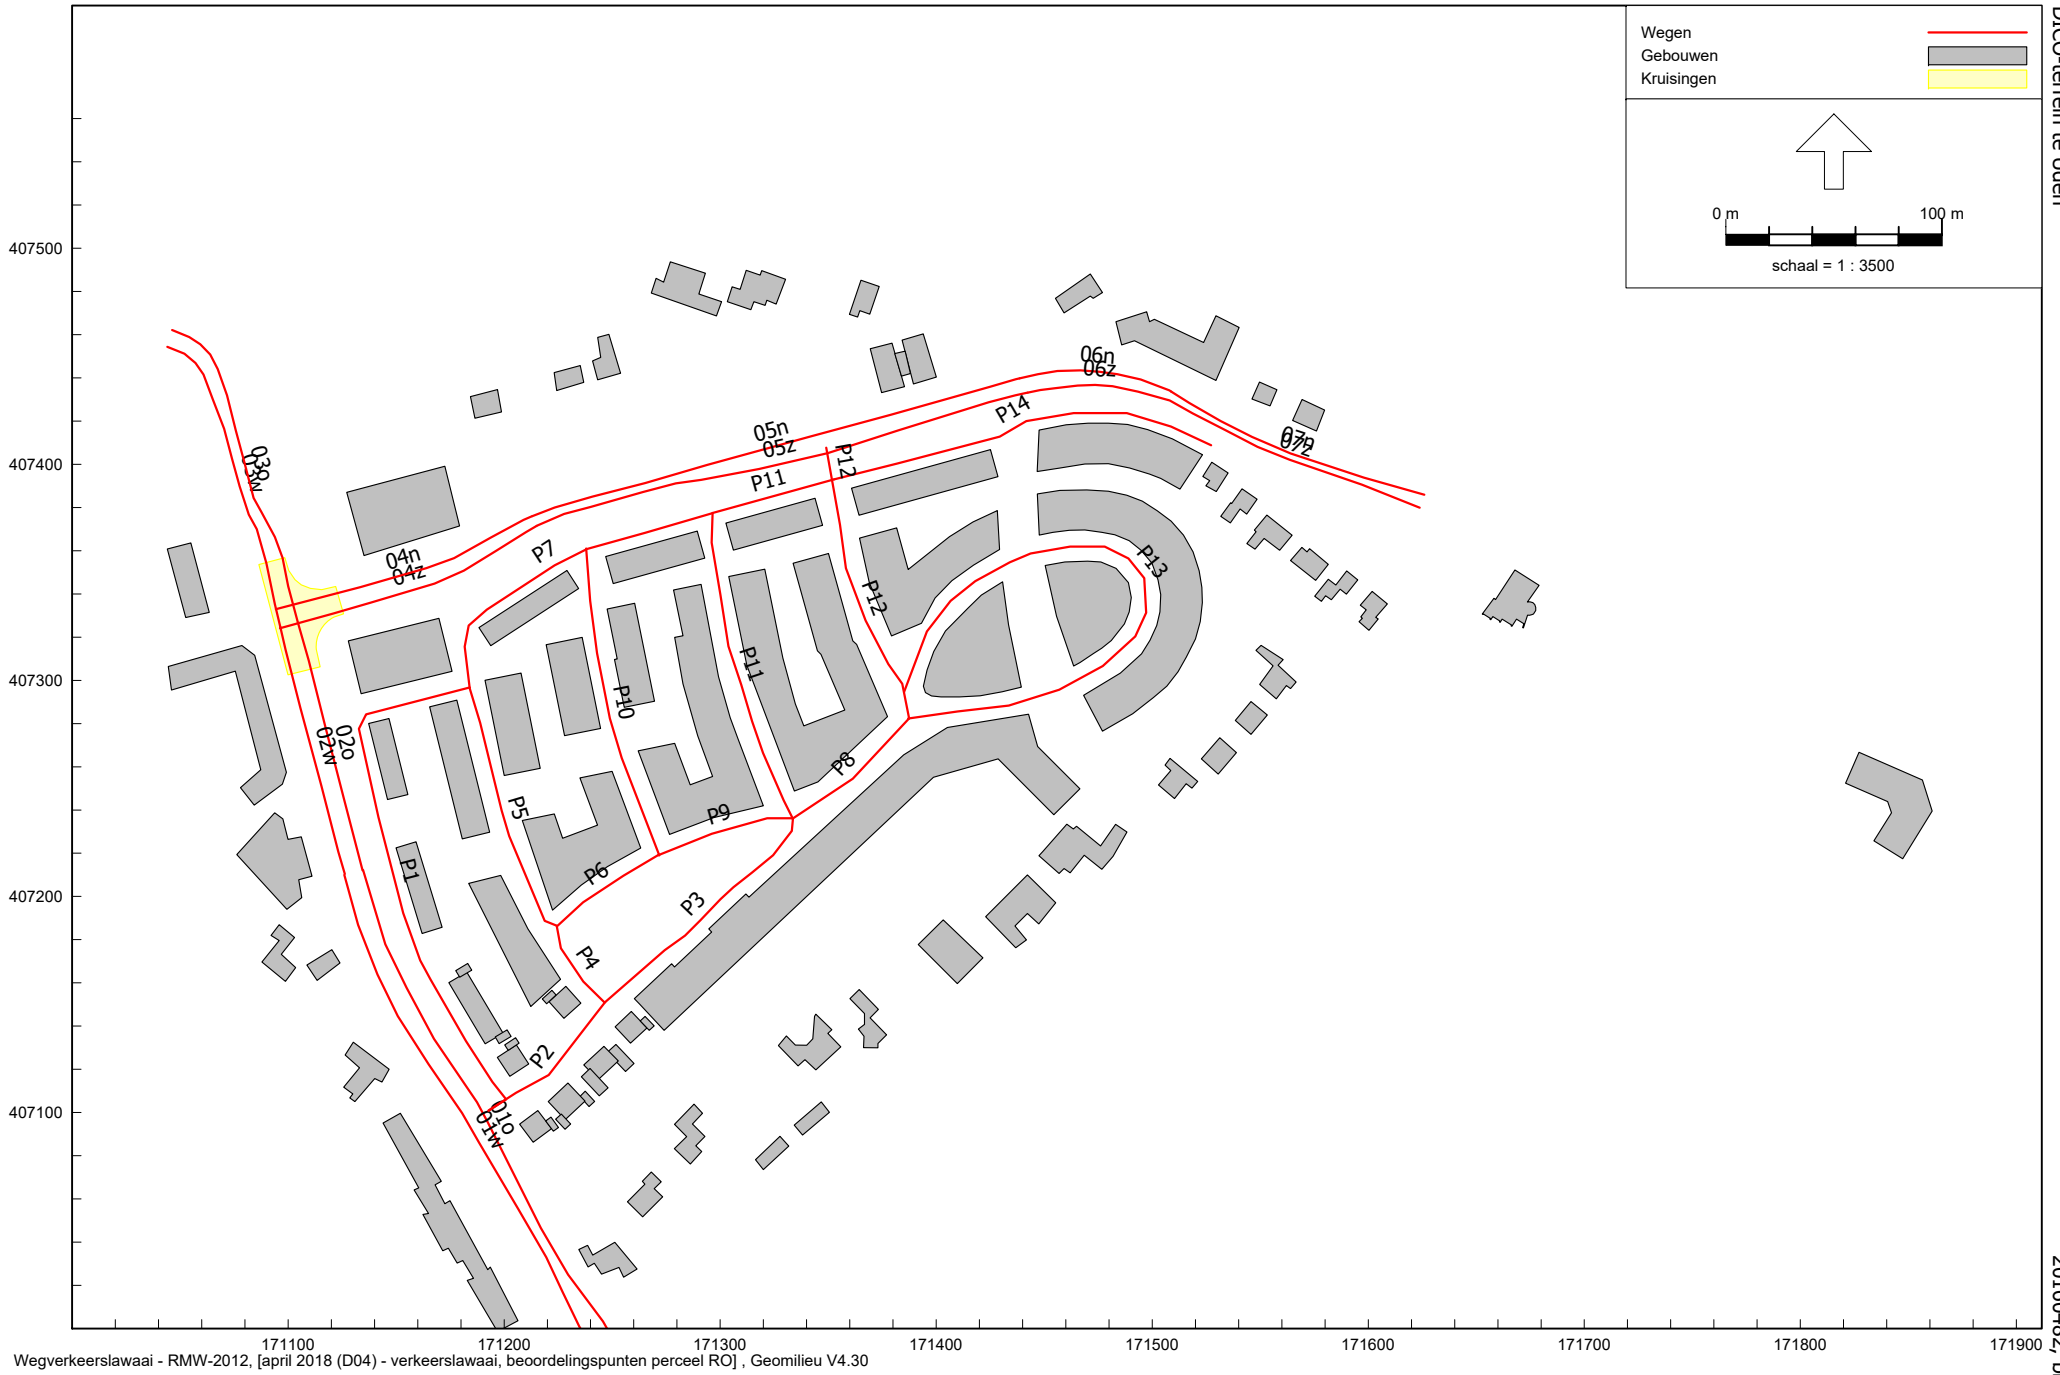 Wegen
Gebouwen
Kruisingen
0 m 100 m
schaal = 1 : 3500
407500
407400
407300
407200
407100
171100 171200 171300 171400 171500 171600 171700 171800 171900
06n
06z
05n
05z
P14
P12
P11
07n
07z
03o
03w
04n
04z
P7
P13
P12
P11
P10
02o
02w
P8
P5
P9
P1
P6
P3
P4
P2
01o
01w
Wegverkeerslawaai - RMW-2012, [april 2018 (D04) - verkeerslawaai, beoordelingspunten perceel RO] , Geomilieu V4.30